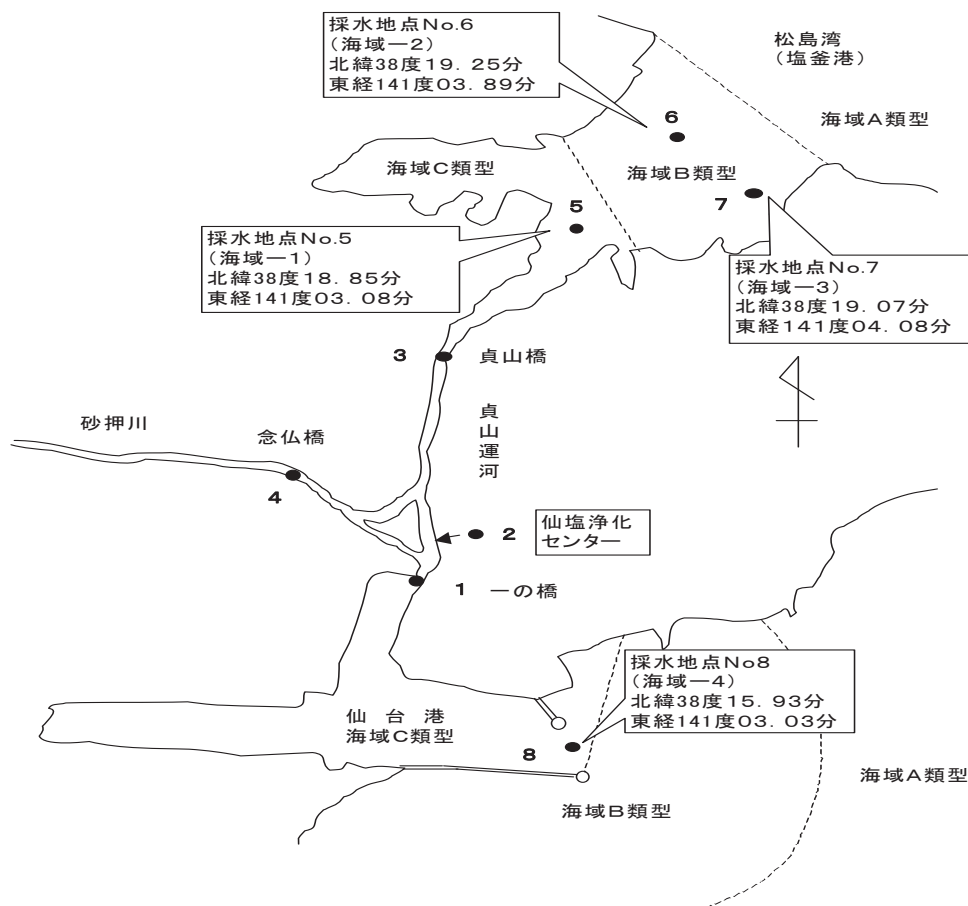 採水地点No.6
(海域ー2)
北緯38度19．25分
東経141度03．89分
松島湾
(塩釜港)
海域A類型
6
海域C類型
海域B類型
5
7
採水地点No.5
(海域ー1)
北緯38度18．85分
東経141度03．08分
採水地点No.7
(海域ー3)
北緯38度19．07分
東経141度04．08分
3
貞山橋
貞山運河
砂押川
念仏橋
4
2
仙塩浄化
センター
1
一の橋
採水地点No8
(海域ー4)
北緯38度15．93分
東経141度03．03分
仙 台 港
海域C類型
8
海域B類型
海域A類型